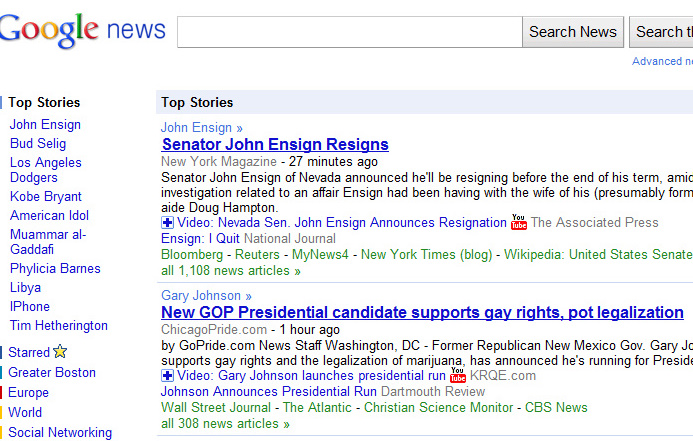 Google news
Search News
Search
Advanced
Top Stories
John Ensign
Bud Selig
Los Angeles
Dodgers
Kobe Bryant
American Idol
Muammar al-
Gaddafi
Phylicia Barnes
Libya
IPhone
Tim Hetherington
Starred
Greater Boston
Europe
World
Social Networking
Top Stories
John Ensign »
Senator John Ensign Resigns
New York Magazine - 27 minutes ago
Senator John Ensign of Nevada announced he'll be resigning before the end of his term, amid
investigation related to an affair Ensign had been having with the wife of his (presumably
aide Doug Hampton.
Video: Nevada Sen. John Ensign Announces Resignation You Tube The Associated Press
Ensign: I Quit National Journal
Bloomberg - Reuters - MyNews4 - New York Times (blog) - Wikipedia: United States Senate
all 1,108 news articles »
Gary Johnson »
New GOP Presidential candidate supports gay rights, pot legalization
ChicagoPride.com - 1 hour ago
by GoPride.com News Staff Washington, DC - Former Republican New Mexico Gov. Gary
supports gay rights and the legalization of marijuana, has announced he's running for
Video: Gary Johnson launches presidential run You Tube KRQE.com
Johnson Announces Presidential Run Dartmouth Review
Wall Street Journal - The Atlantic - Christian Science Monitor - CBS News
all 308 news articles »